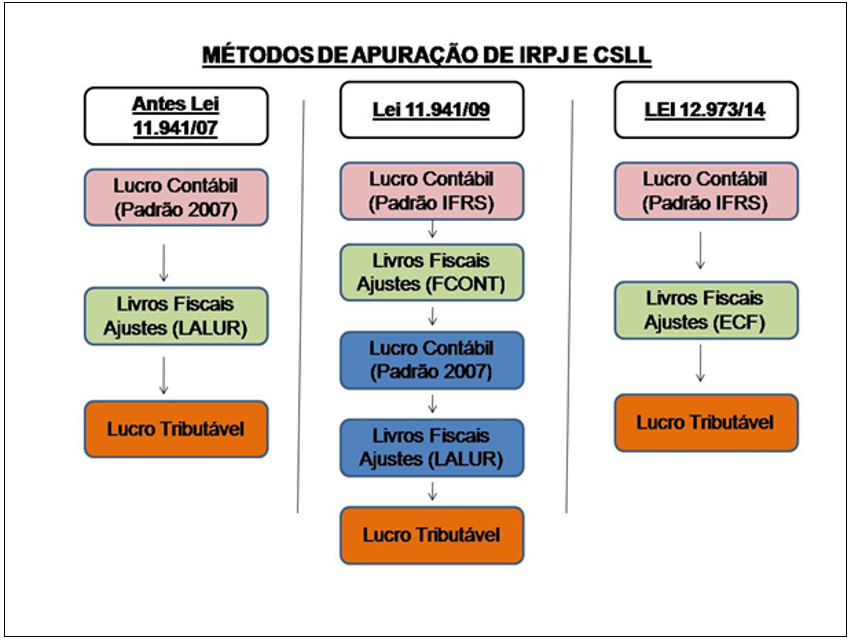 MÉTODOS DE APURAÇÃO DE IRPJ E CSLL
Antes Lei
11.941/07
Lucro Contábil
(Padrão 2007)
Livros Fiscais
Ajustes (LALUR)
Lucro Tributável
Lei 11.941/09
Lucro Contábil
(Padrão IFRS)
Livros Fiscais
Ajustes (FCONT)
Lucro Contábil
(Padrão 2007)
Livros Fiscais
Ajustes (LALUR)
Lucro Tributável
LEI 12.973/14
Lucro Contábil
(Padrão IFRS)
Livros Fiscais
Ajustes (ECF)
Lucro Tributável